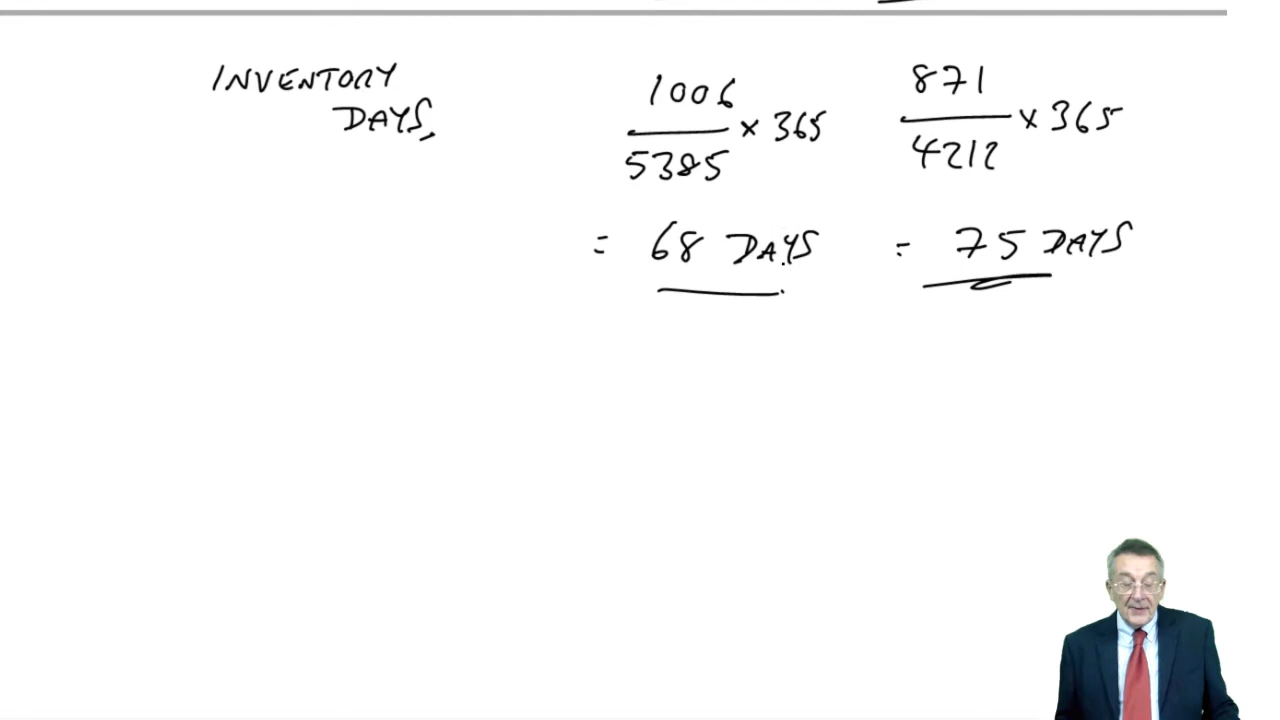 INVENTORY
DAYS,
1006
5385
× 365
871
4212
× 365
= 68 DAYS
= 75 DAYS